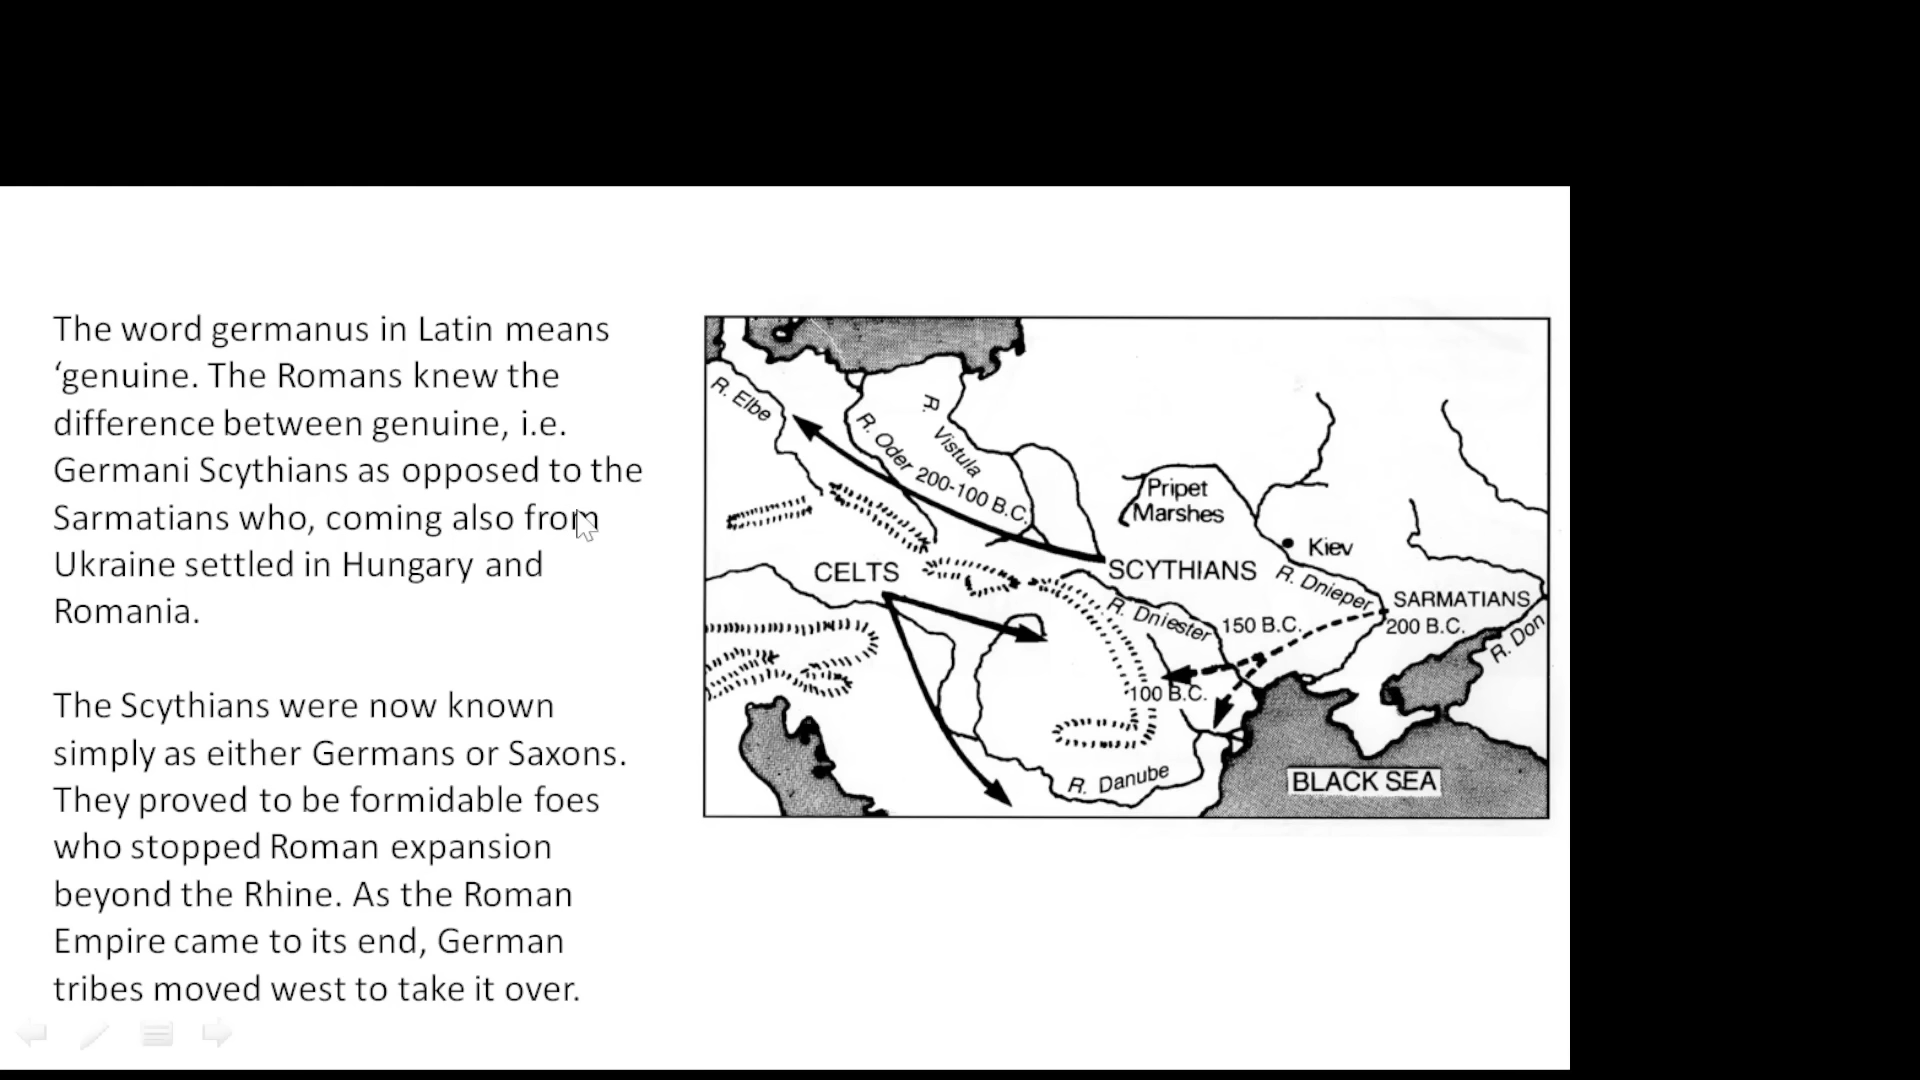 The word germanus in Latin means
‘genuine. The Romans knew the
difference between genuine, i.e.
Germani Scythians as opposed to the
Sarmatians who, coming also from
Ukraine settled in Hungary and
Romania.
The Scythians were now known
simply as either Germans or Saxons.
They proved to be formidable foes
who stopped Roman expansion
beyond the Rhine. As the Roman
Empire came to its end, German
tribes moved west to take it over.
R. Elbe
R. Oder
R. Vistula
200-100 B.C.
Pripet
Marshes
Kiev
CELTS
SCYTHIANS
R. Dnieper
SARMATIANS
200 B.C.
R. Dniester
150 B.C.
R. Don
100 B.C.
R. Danube
BLACK SEA